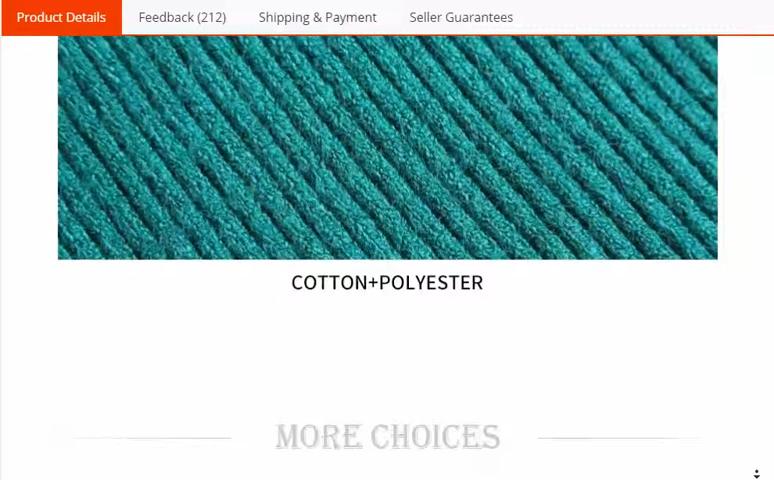 Product Details Feedback (212) Shipping & Payment Seller Guarantees
COTTON+POLYESTER
MORE CHOICES